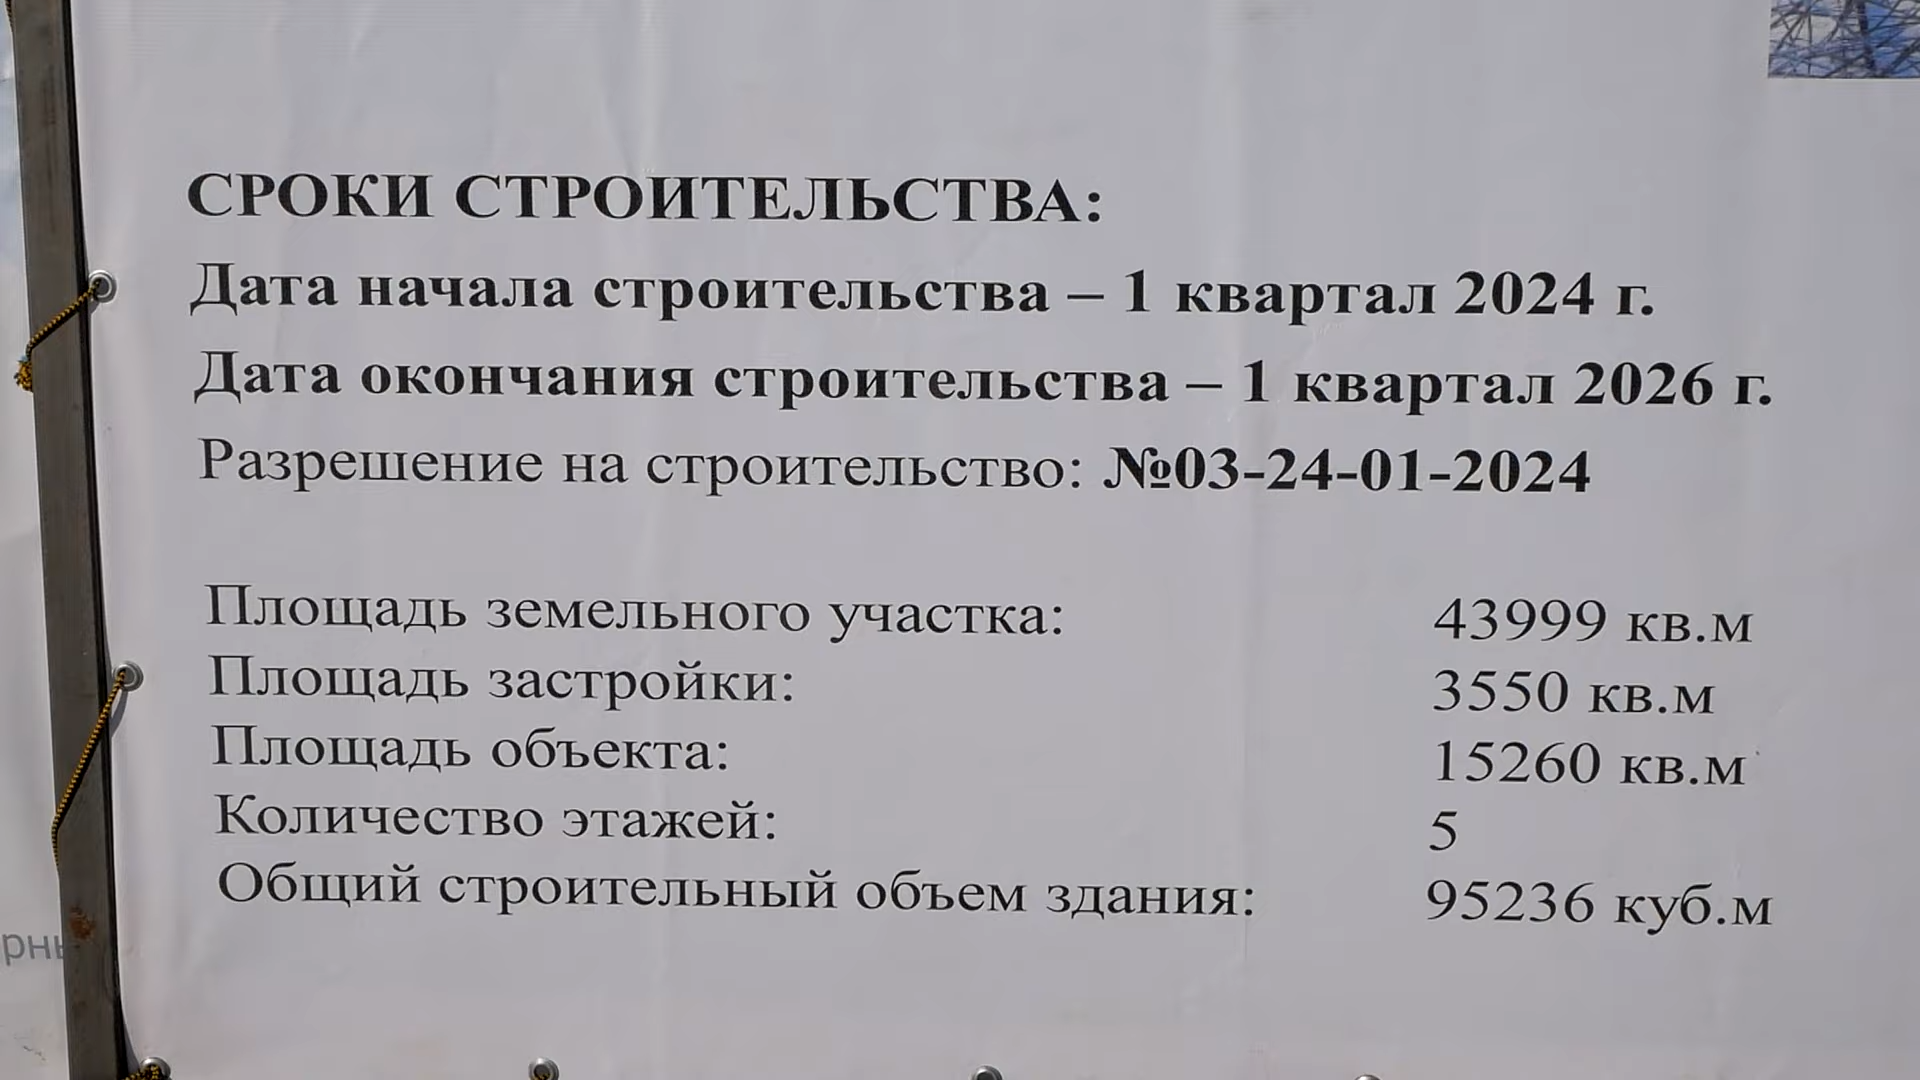 СРОКИ СТРОИТЕЛЬСТВА:
Дата начала строительства – 1 квартал 2024 г.
Дата окончания строительства – 1 квартал 2026 г.
Разрешение на строительство: №03-24-01-2024
Площадь земельного участка: 43999 кв.м
Площадь застройки: 3550 кв.м
Площадь объекта: 15260 кв.м
Количество этажей: 5
Общий строительный объем здания: 95236 куб.м